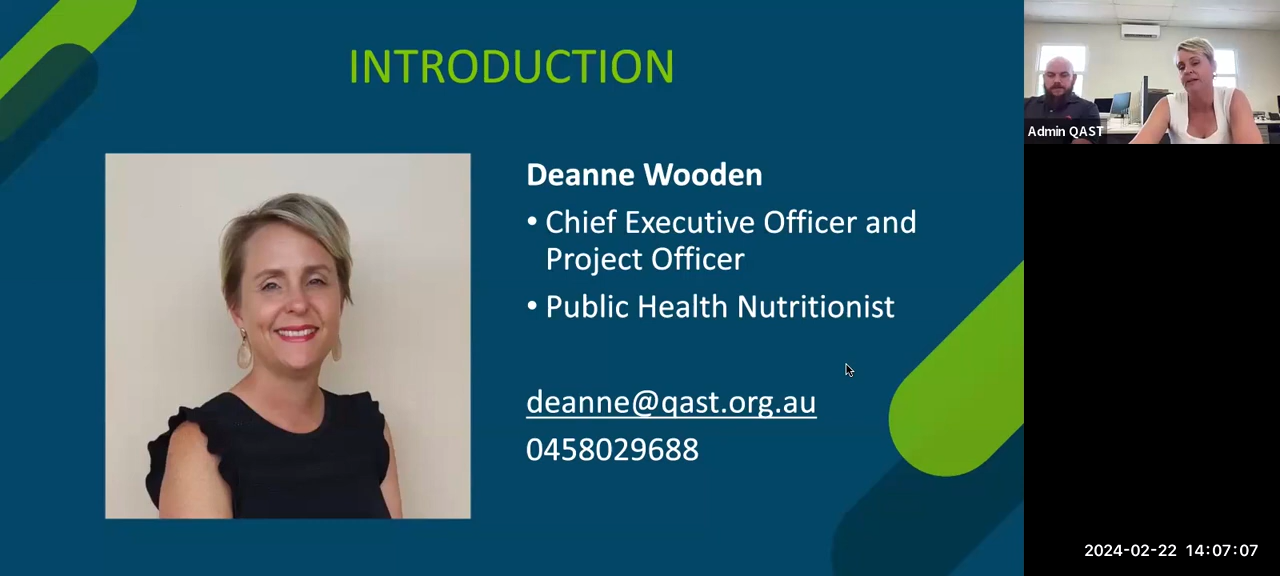 INTRODUCTION
Deanne Wooden
• Chief Executive Officer and
Project Officer
• Public Health Nutritionist
deanne@qast.org.au
0458029688
Admin QAST
2024-02-22 14:07:07